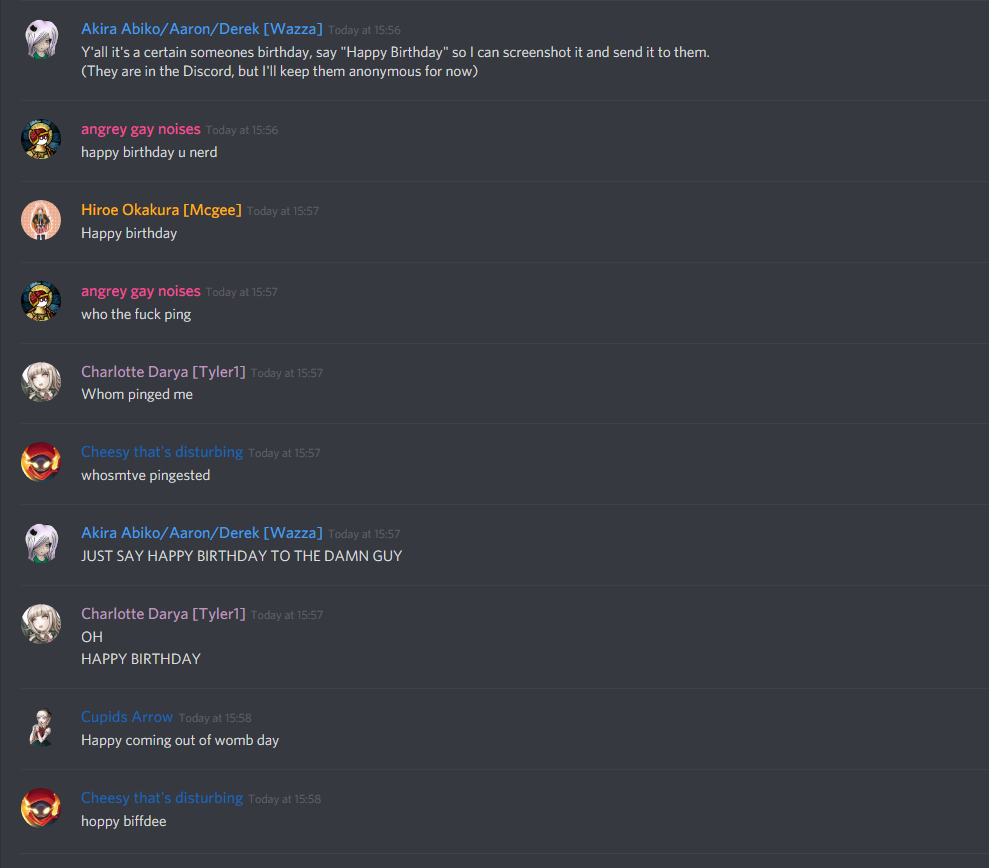 Akira Abiko/Aaron/Derek [Wazza] Today at 15:56
Y'all it's a certain someones birthday, say "Happy Birthday" so I can screenshot it and send it to them.
(They are in the Discord, but I'll keep them anonymous for now)
angrey gay noises Today at 15:56
happy birthday u nerd
Hiroe Okakura [Mcgee] Today at 15:57
Happy birthday
angrey gay noises Today at 15:57
who the fuck ping
Charlotte Darya [Tyler1] Today at 15:57
Whom pinged me
Cheesy that's disturbing Today at 15:57
whosmtve pingested
Akira Abiko/Aaron/Derek [Wazza] Today at 15:57
JUST SAY HAPPY BIRTHDAY TO THE DAMN GUY
Charlotte Darya [Tyler1] Today at 15:57
OH
HAPPY BIRTHDAY
Cupids Arrow Today at 15:58
Happy coming out of womb day
Cheesy that's disturbing Today at 15:58
hoppy biffdee